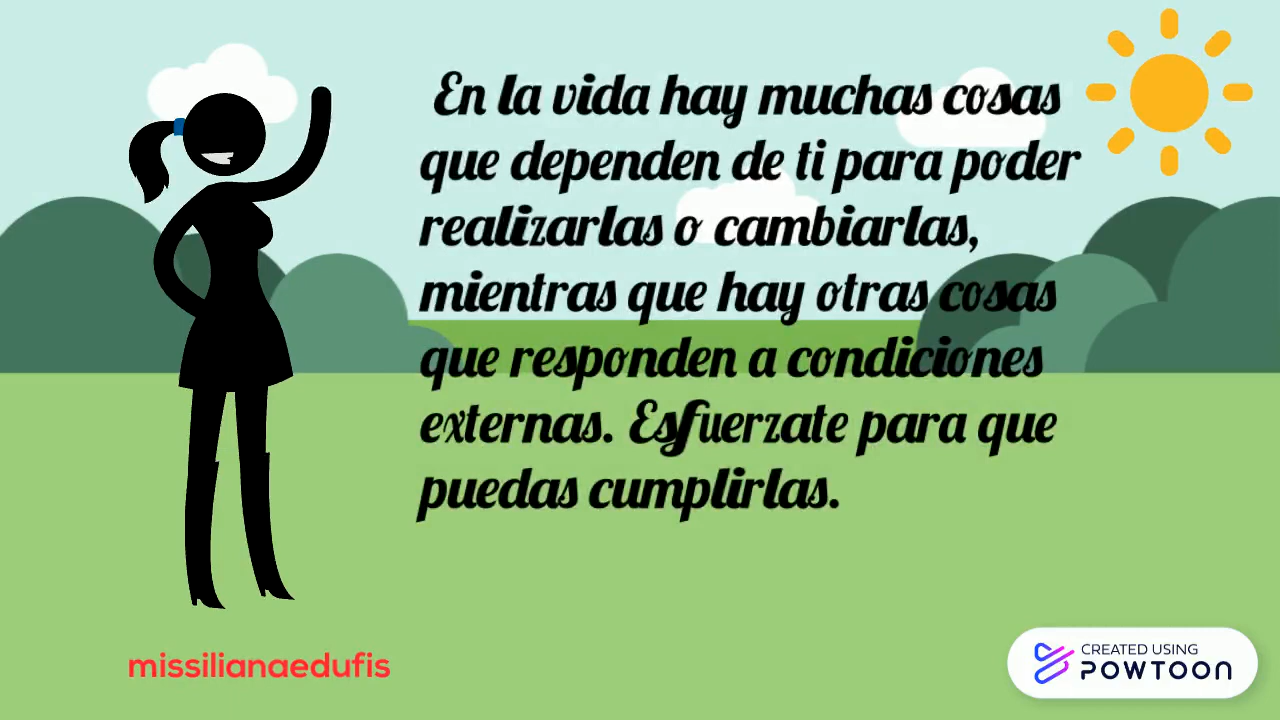 En la vida hay muchas cosas
que dependen de ti para poder
realizarlas o cambiarlas,
mientras que hay otras cosas
que responden a condiciones
externas. Esfuerzate para que
puedas cumplirlas.
missilianaedufis
CREATED USING
POWTOON